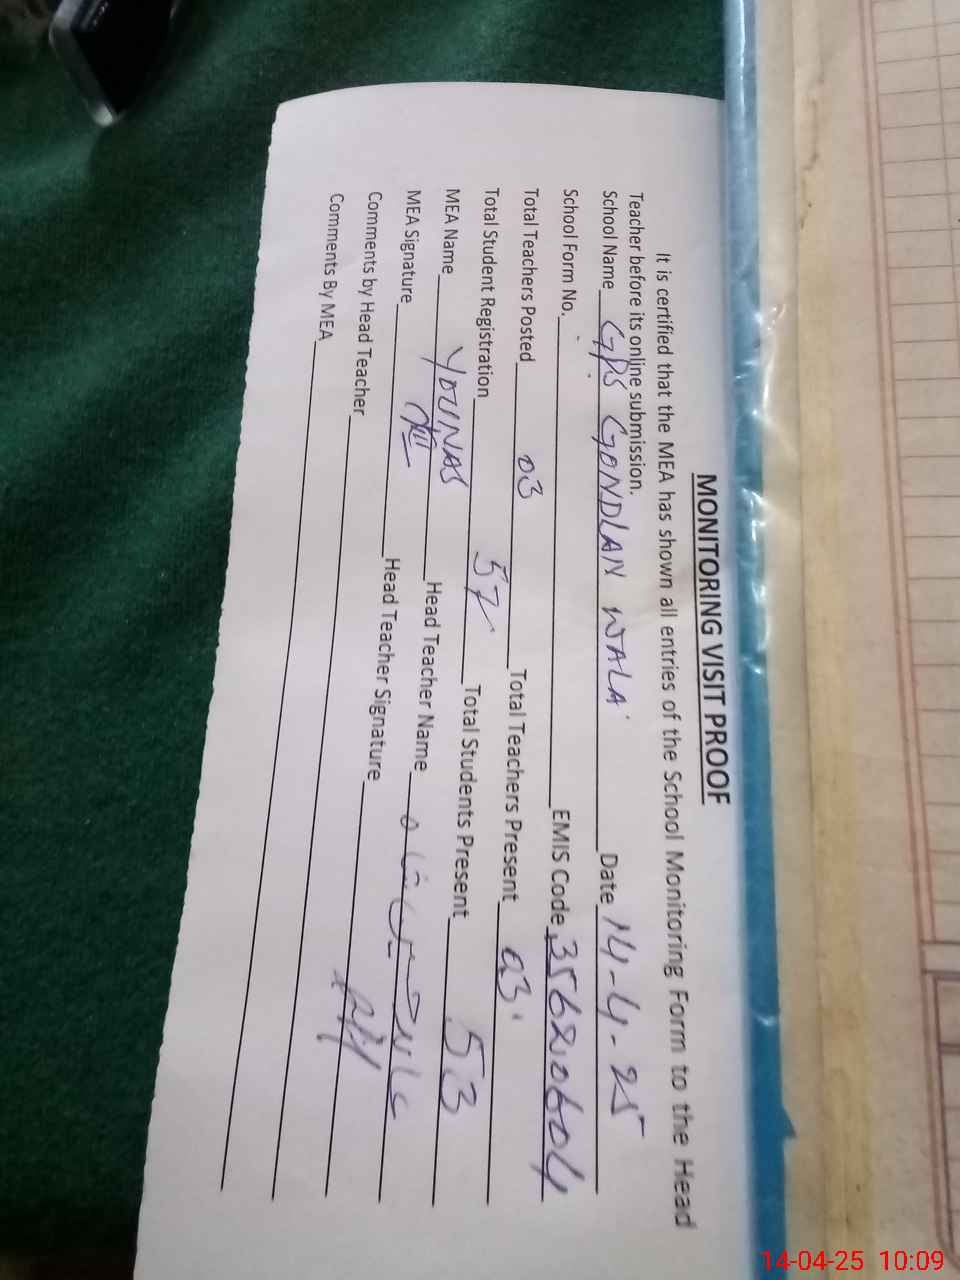 MONITORING VISIT PROOF
It is certified that the MEA has shown all entries of the School Monitoring Form to the Head
Teacher before its online submission.
School Name GPS GONDLAN WALA Date 14-4-25
School Form No. EMIS Code 35620604
Total Teachers Posted 03 Total Teachers Present 03
Total Student Registration 57 Total Students Present 53
MEA Name YOUNAS Head Teacher Name
MEA Signature Head Teacher Signature
Comments by Head Teacher
Comments By MEA
14-04-25 10:09